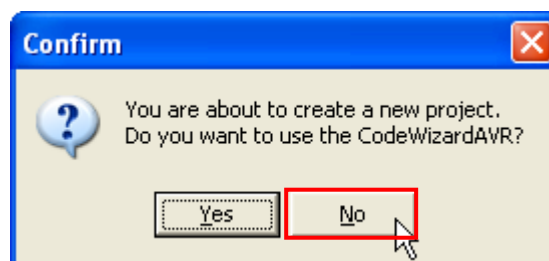 Confirm
You are about to create a new project.
Do you want to use the CodeWizardAVR?
Yes
No